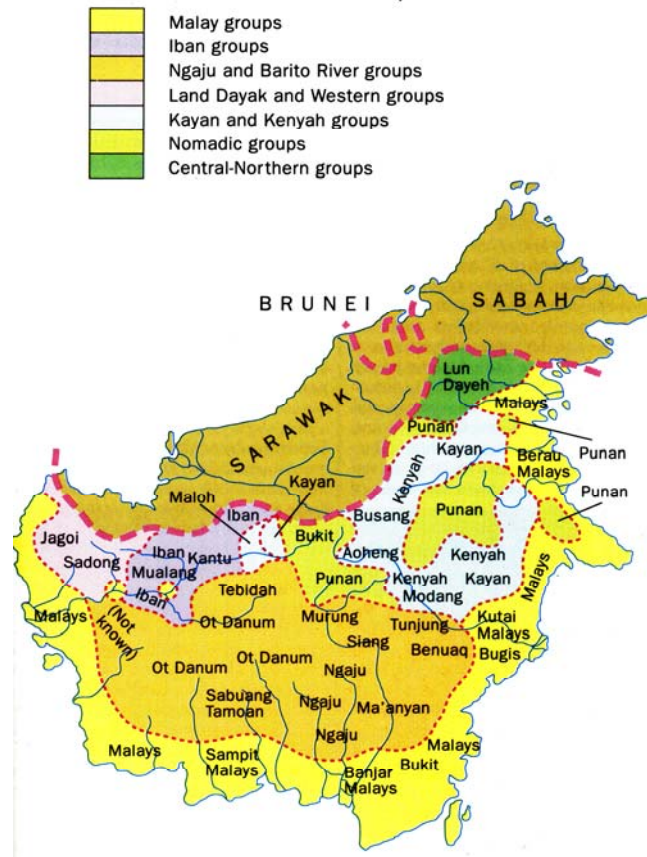 Malay groups
Iban groups
Ngaju and Barito River groups
Land Dayak and Western groups
Kayan and Kenyah groups
Nomadic groups
Central-Northern groups
BRUNEI
SABAH
SARAWAK
Lun
Dayeh
Malays
Punan
Kayan
Punan
Berau
Malays
Kenyah
Punan
Kayan
Maloh
Iban
Busang
Punan
Jagoi
Iban
Kantu
Bukit
Aoheng
Kenyah
Sadong
Mualang
Kayan
Malays
Iban
Tebidah
Punan
Kenyah
Modang
Malays
(Not
known)
Ot Danum
Murung
Tunjung
Kutai
Malays
Siang
Benuaq
Bugis
Ot Danum
Ot Danum
Ngaju
Sabuang
Tamoan
Ngaju
Ma'anyan
Ngaju
Malays
Malays
Sampit
Malays
Banjar
Malays
Bukit